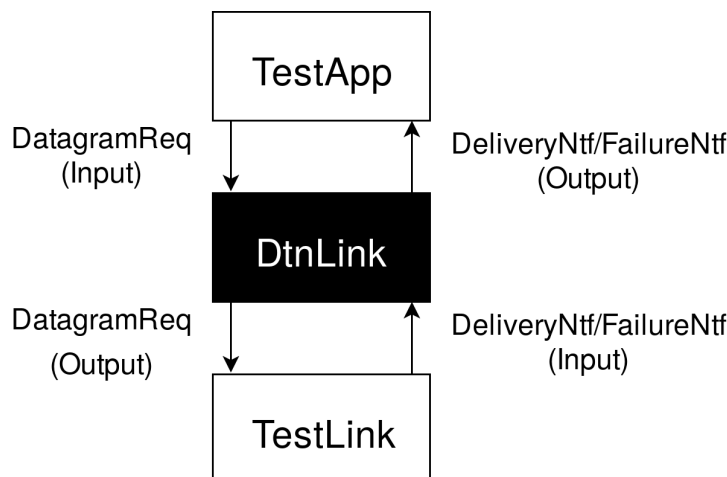 TestApp
DatagramReq
(Input)
DeliveryNtf/FailureNtf
(Output)
DtnLink
DatagramReq
(Output)
DeliveryNtf/FailureNtf
(Input)
TestLink